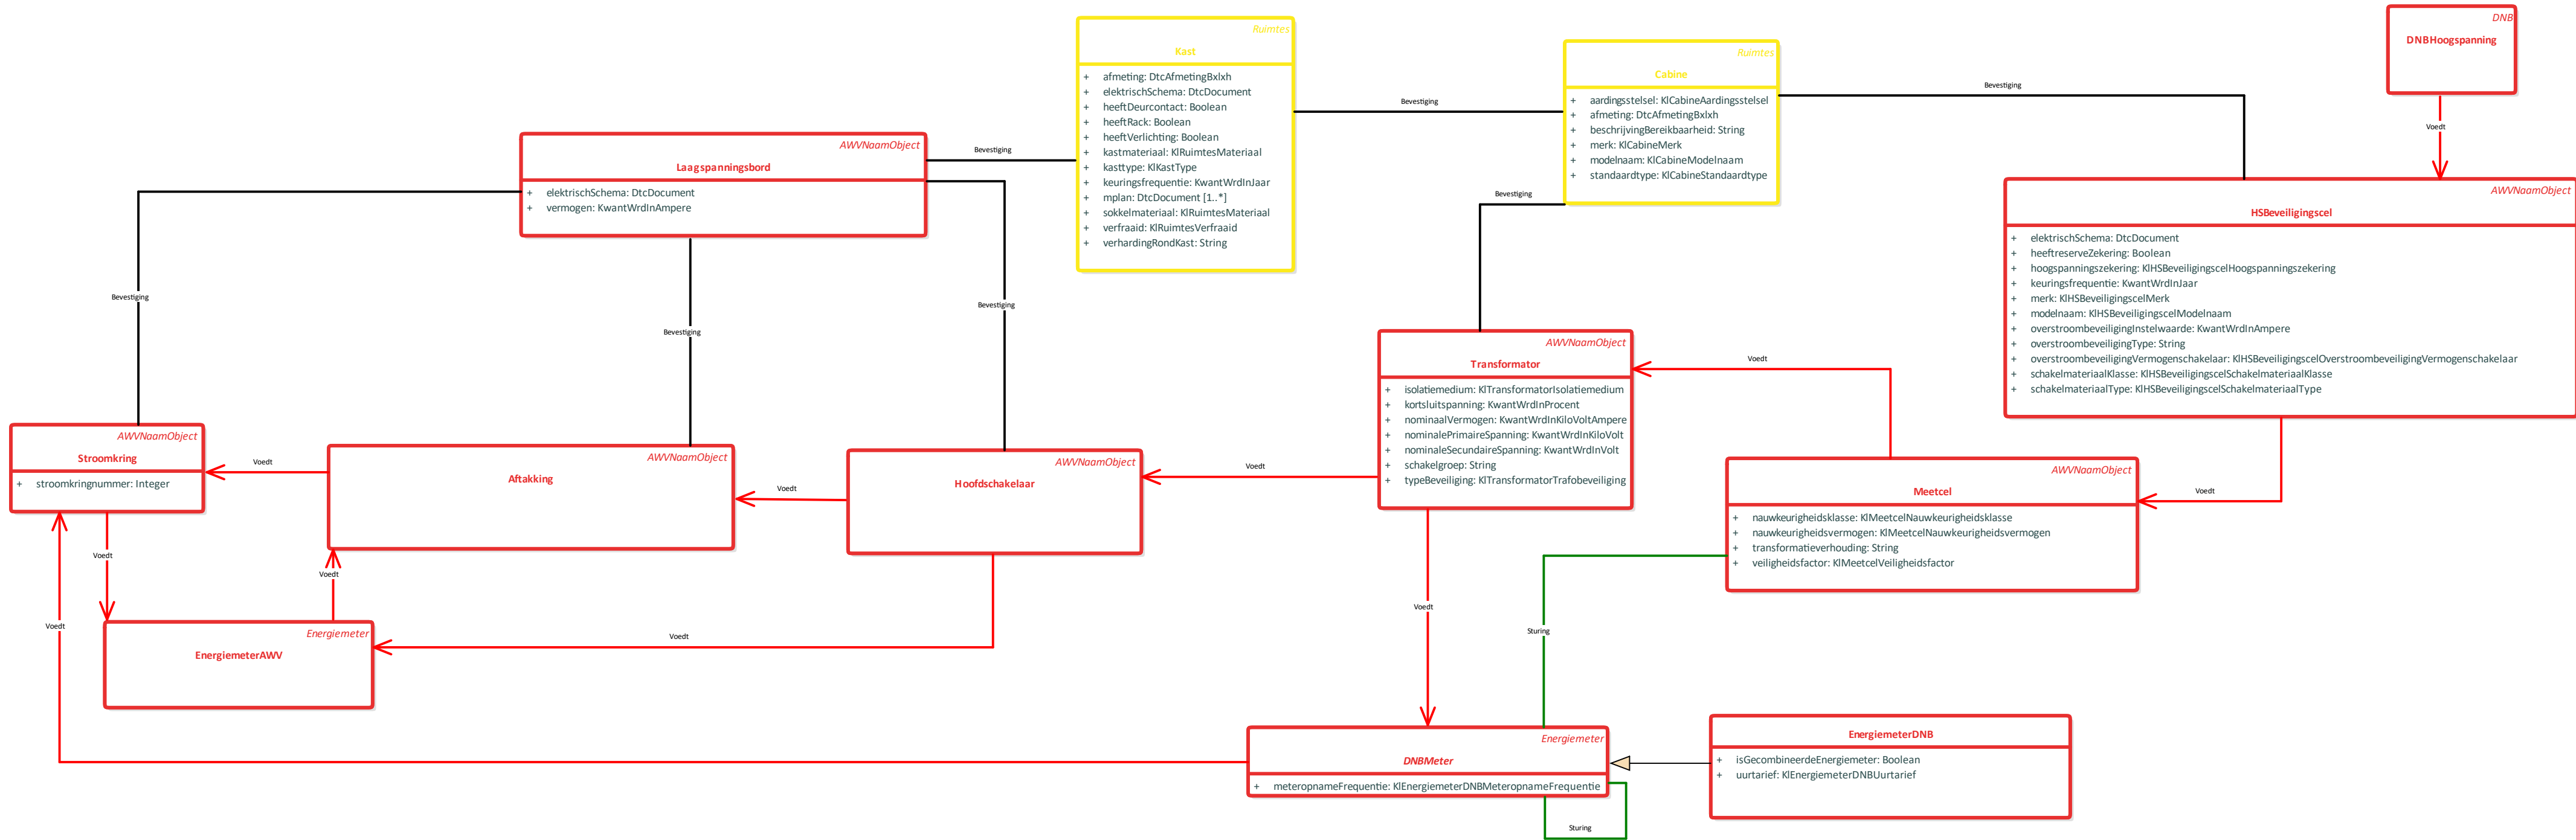 Ruimtes
Kast
+ afmeting: DtcAfmetingBxlxh
+ elektrischSchema: DtcDocument
+ heeftDeurcontact: Boolean
+ heeftRack: Boolean
+ heeftVerlichting: Boolean
+ kastmateriaal: KlRuimtesMateriaal
+ kasttype: KlKastType
+ keuringsfrequentie: KwantWrdInJaar
+ mplan: DtcDocument [1..*]
+ sokkelmateriaal: KlRuimtesMateriaal
+ verfraaid: KlRuimtesVerfraaid
+ verhardingRondKast: String
Bevestiging
Ruimtes
Cabine
+ aardingsstelsel: KlCabineAardingsstelsel
+ afmeting: DtcAfmetingBxlxh
+ beschrijvingBereikbaarheid: String
+ merk: KlCabineMerk
+ modelnaam: KlCabineModelnaam
+ standaardtype: KlCabineStandaardtype
Bevestiging
DNB
DNBHoogspanning
Voedt
AWVNaamObject
Laagspanningsbord
+ elektrischSchema: DtcDocument
+ vermogen: KwantWrdInAmpere
Bevestiging
Bevestiging
Bevestiging
Bevestiging
Bevestiging
AWVNaamObject
HSBeveiligingscel
+ elektrischSchema: DtcDocument
+ heeftreserveZekering: Boolean
+ hoogspanningszekering: KlHSBeveiligingscelHoogspanningszekering
+ keuringsfrequentie: KwantWrdInJaar
+ merk: KlHSBeveiligingscelMerk
+ modelnaam: KlHSBeveiligingscelModelnaam
+ overstroombeveiligingInstelwaarde: KwantWrdInAmpere
+ overstroombeveiligingType: String
+ overstroombeveiligingVermogenschakelaar: KlHSBeveiligingscelOverstroombeveiligingVermogenschakelaar
+ schakelmateriaalKlasse: KlHSBeveiligingscelSchakelmateriaalKlasse
+ schakelmateriaalType: KlHSBeveiligingscelSchakelmateriaalType
AWVNaamObject
Transformator
+ isolatiemedium: KlTransformatorIsolatiemedium
+ kortsluitspanning: KwantWrdInProcent
+ nominaalVermogen: KwantWrdInKiloVoltAmpere
+ nominalePrimaireSpanning: KwantWrdInKiloVolt
+ nominaleSecundaireSpanning: KwantWrdInVolt
+ schakelgroep: String
+ typeBeveiliging: KlTransformatorTrafobeveiliging
Voedt
AWVNaamObject
Stroomkring
+ stroomkringnummer: Integer
Voedt
AWVNaamObject
Aftakking
Voedt
AWVNaamObject
Hoofdschakelaar
Voedt
AWVNaamObject
Meetcel
+ nauwkeurigheidsklasse: KlMeetcelNauwkeurigheidsklasse
+ nauwkeurigheidsvermogen: KlMeetcelNauwkeurigheidsvermogen
+ transformatieverhouding: String
+ veiligheidsfactor: KlMeetcelVeiligheidsfactor
Voedt
Voedt
Voedt
Voedt
Voedt
Voedt
Sturing
Energiemeter
EnergiemeterAWV
Energiemeter
DNBMeter
+ meteropnameFrequentie: KlEnergiemeterDNBMeteropnameFrequentie
Sturing
EnergiemeterDNB
+ isGecombineerdeEnergiemeter: Boolean
+ uurtarief: KlEnergiemeterDNBUurtarief